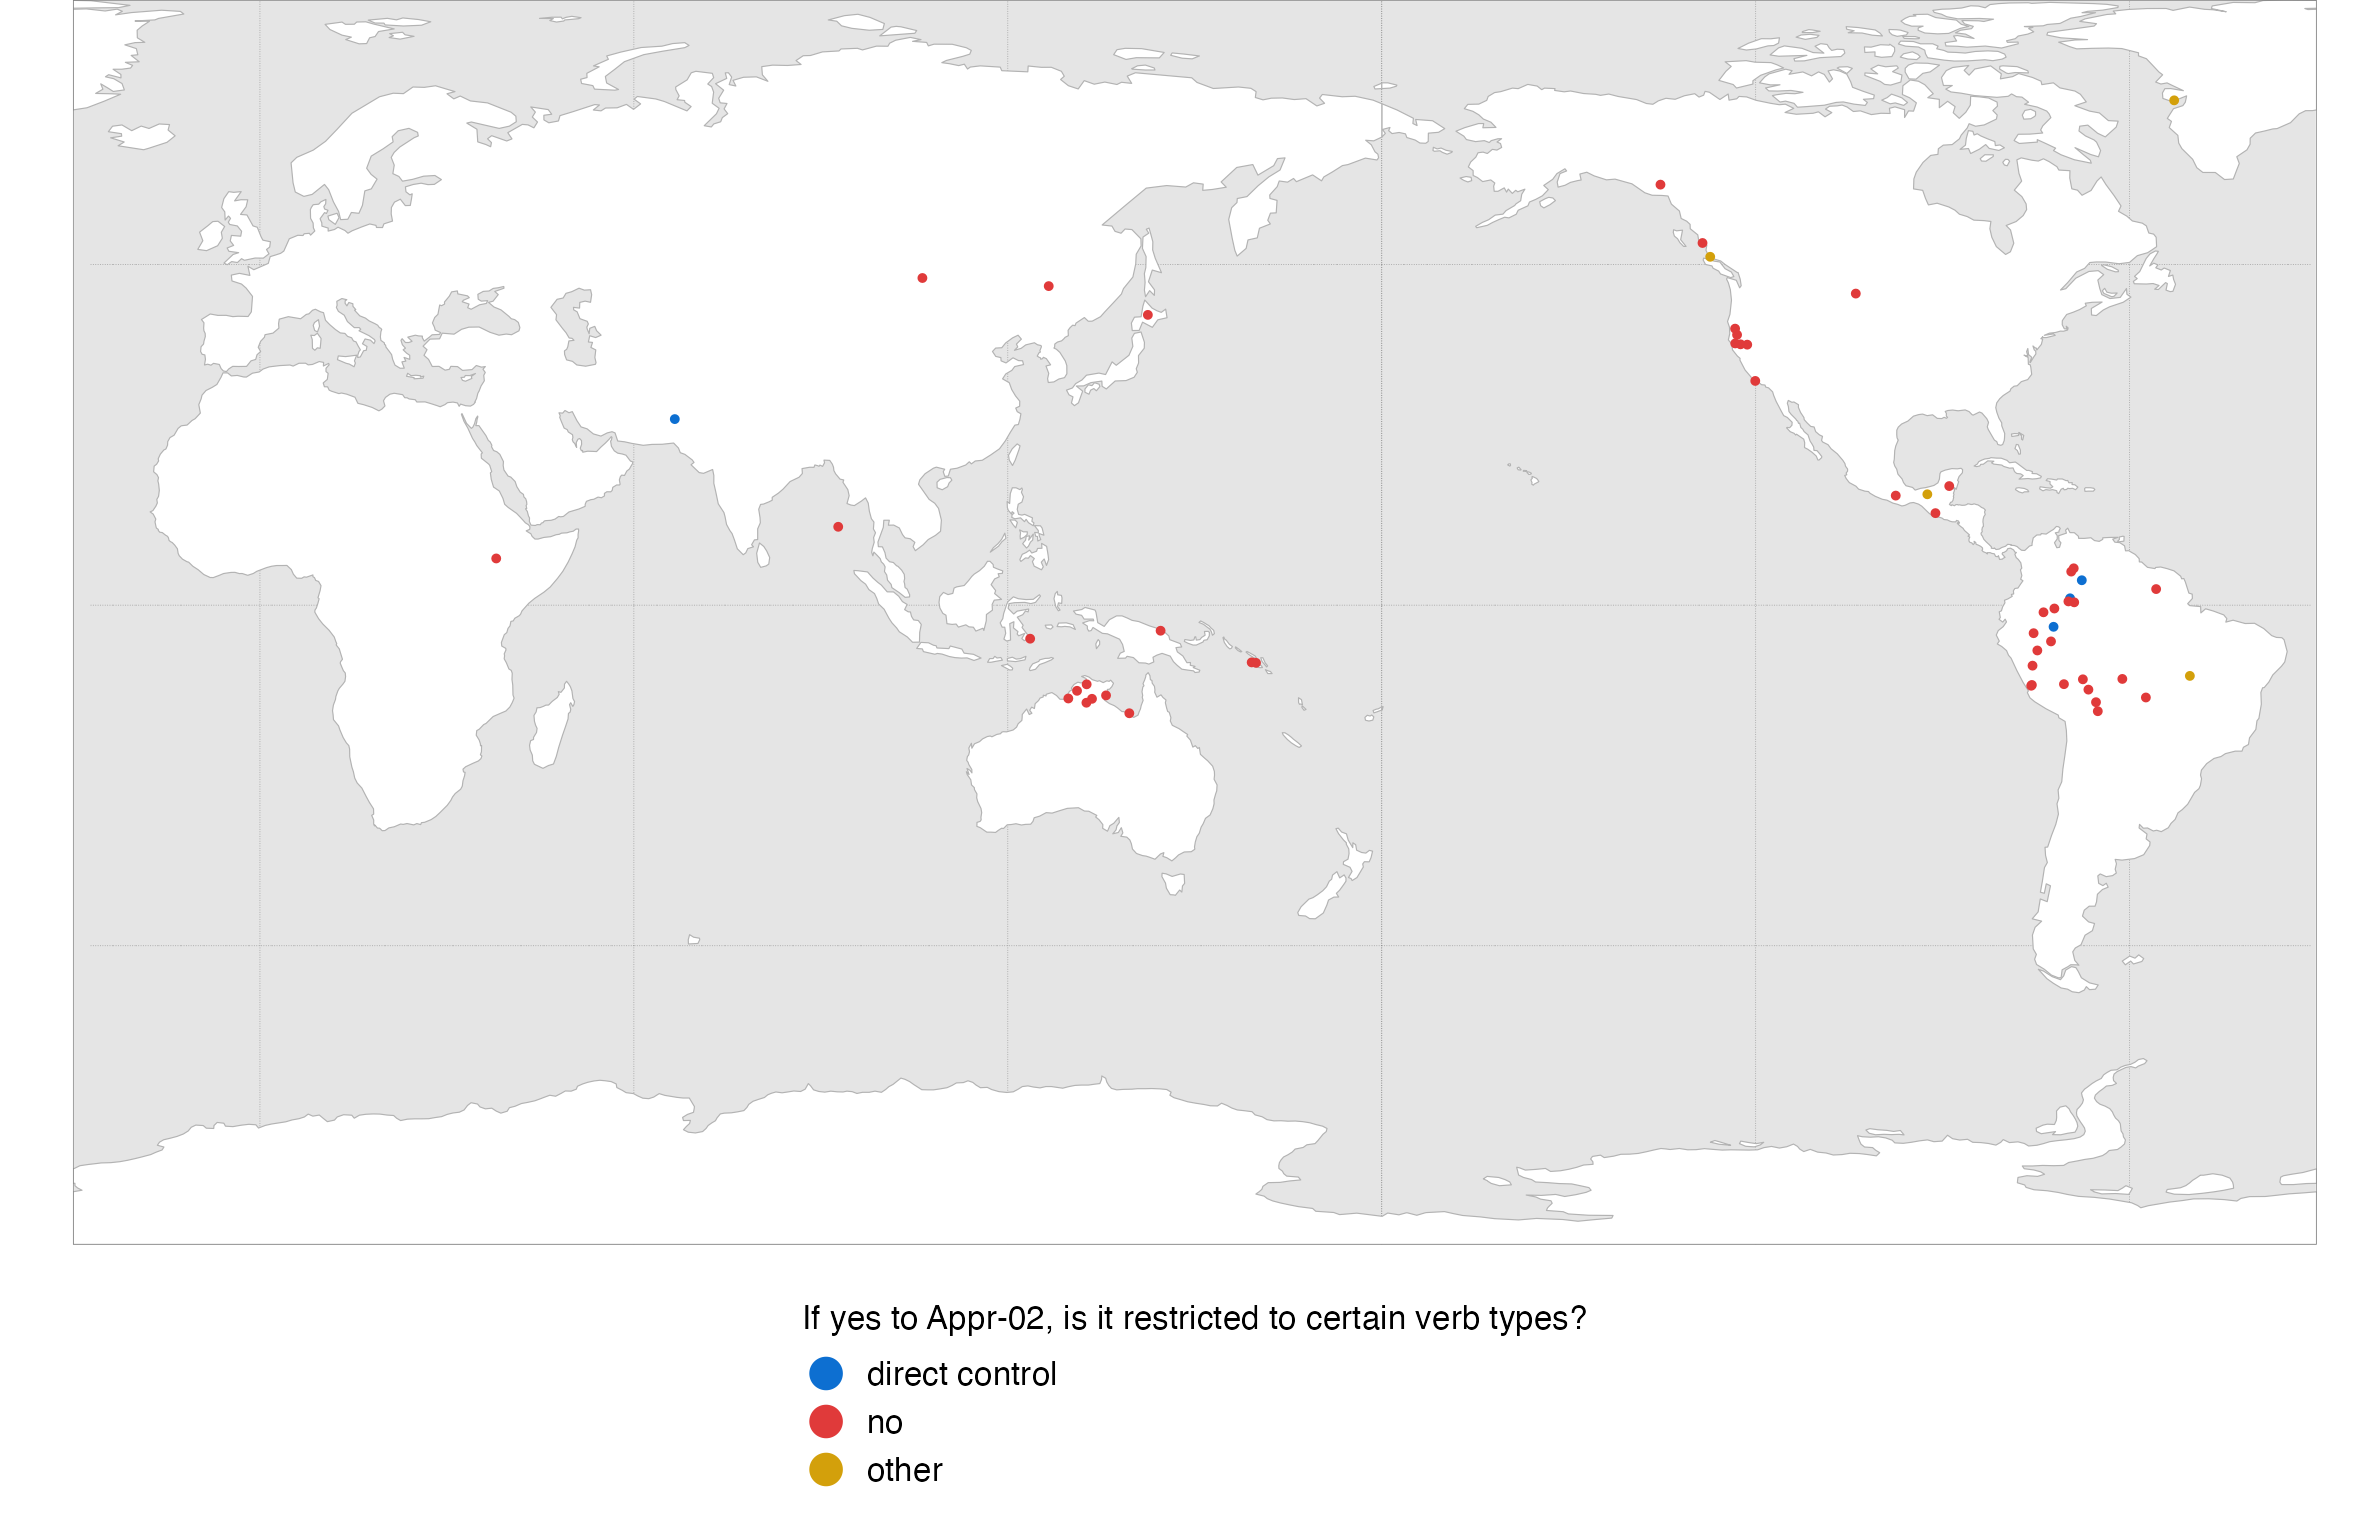 If yes to Appr-02, is it restricted to certain verb types?
direct control
no
other